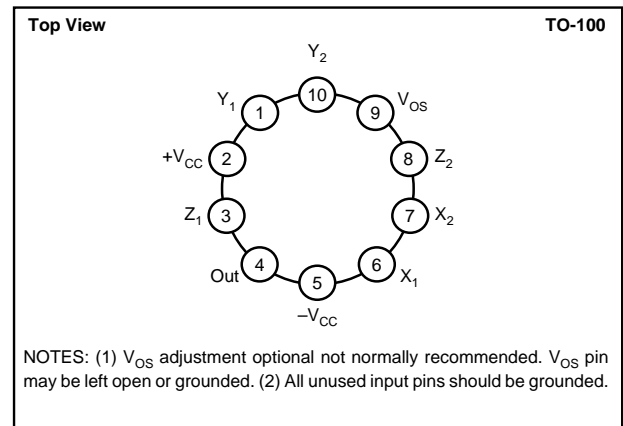 Top View TO-100
Y2
Y1 1 10 9 VOS
+VCC 2 8 Z2
Z1 3 7 X2
Out 4 5 6 X1
–VCC
NOTES: (1) VOS adjustment optional not normally recommended. VOS pin
may be left open or grounded. (2) All unused input pins should be grounded.